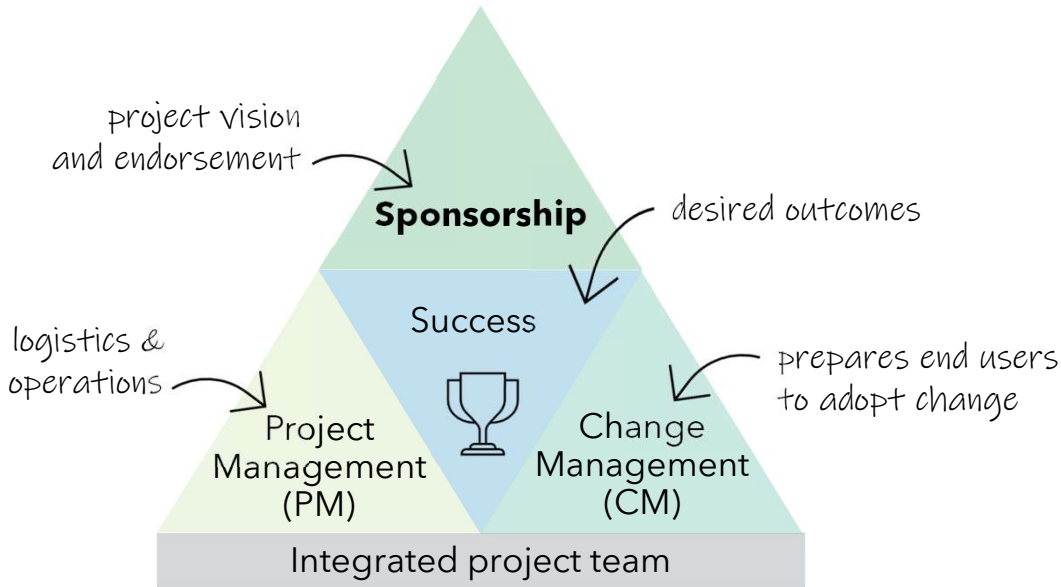 project vision
and endorsement
Sponsorship
desired outcomes
Success
logistics &
operations
prepares end users
to adopt change
Project
Management
(PM)
Change
Management
(CM)
Integrated project team